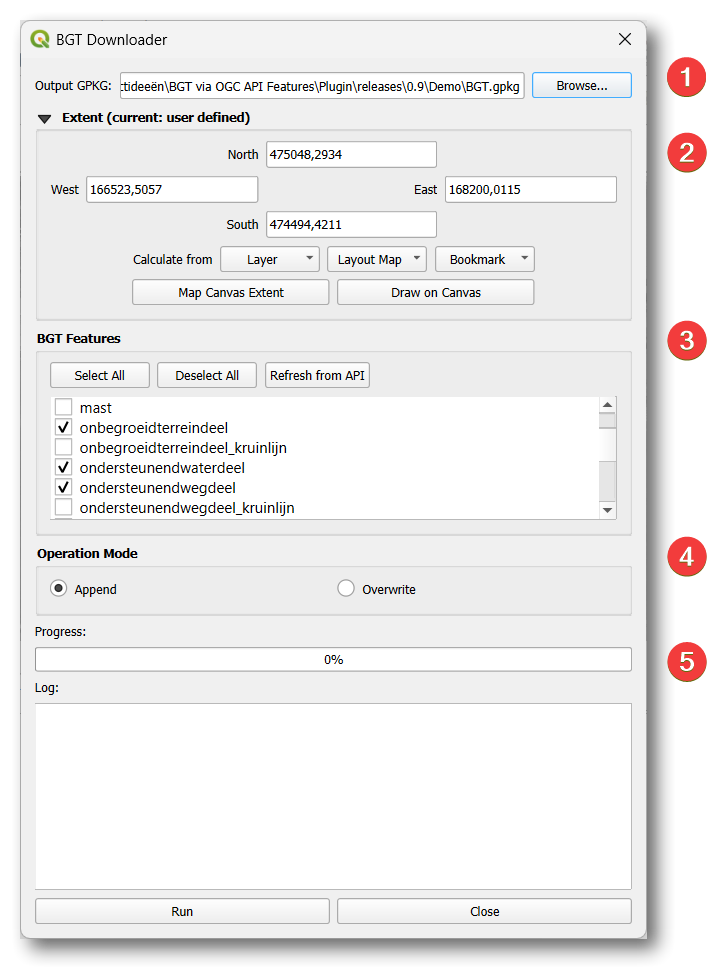 BGT Downloader
Output GPKG: :tideeën\BGT via OGC API Features\Plugin\releases\0.9\Demo\BGT.gpkg Browse... 1
Extent (current: user defined)
North 475048,2934 2
West 166523,5057 East 168200,0115
South 474494,4211
Calculate from Layer Layout Map Bookmark
Map Canvas Extent Draw on Canvas
BGT Features 3
Select All Deselect All Refresh from API
mast
onbegroeidterreindeel
onbegroeidterreindeel_kruinlijn
ondersteunendwaterdeel
ondersteunendwegdeel
ondersteunendwegdeel_kruinlijn
Operation Mode 4
Append Overwrite
Progress:
0% 5
Log:
Run Close